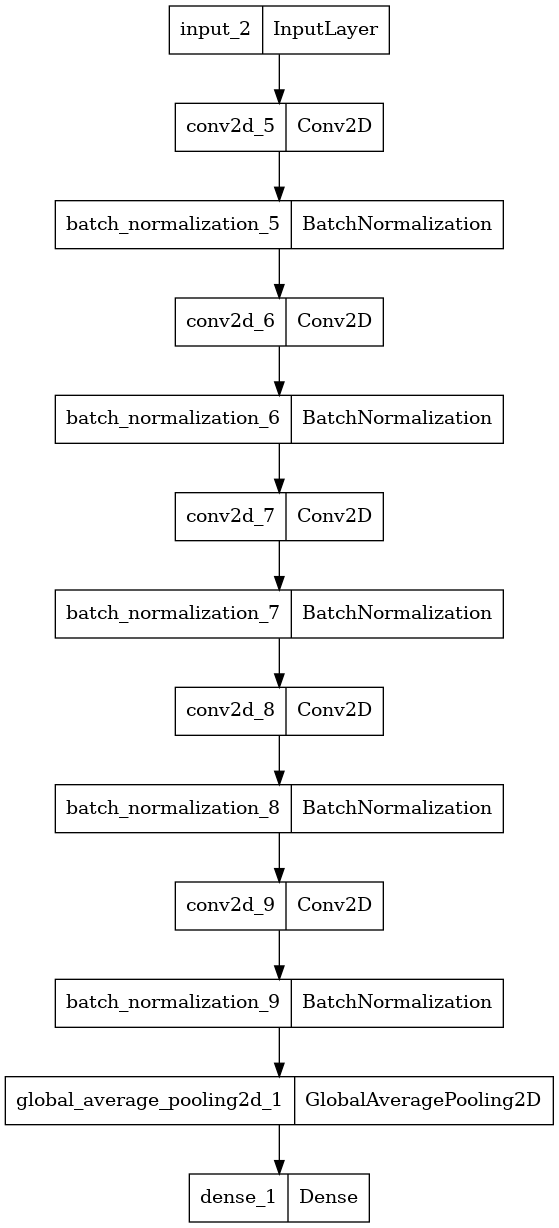 input_2 InputLayer
conv2d_5 Conv2D
batch_normalization_5 BatchNormalization
conv2d_6 Conv2D
batch_normalization_6 BatchNormalization
conv2d_7 Conv2D
batch_normalization_7 BatchNormalization
conv2d_8 Conv2D
batch_normalization_8 BatchNormalization
conv2d_9 Conv2D
batch_normalization_9 BatchNormalization
global_average_pooling2d_1 GlobalAveragePooling2D
dense_1 Dense